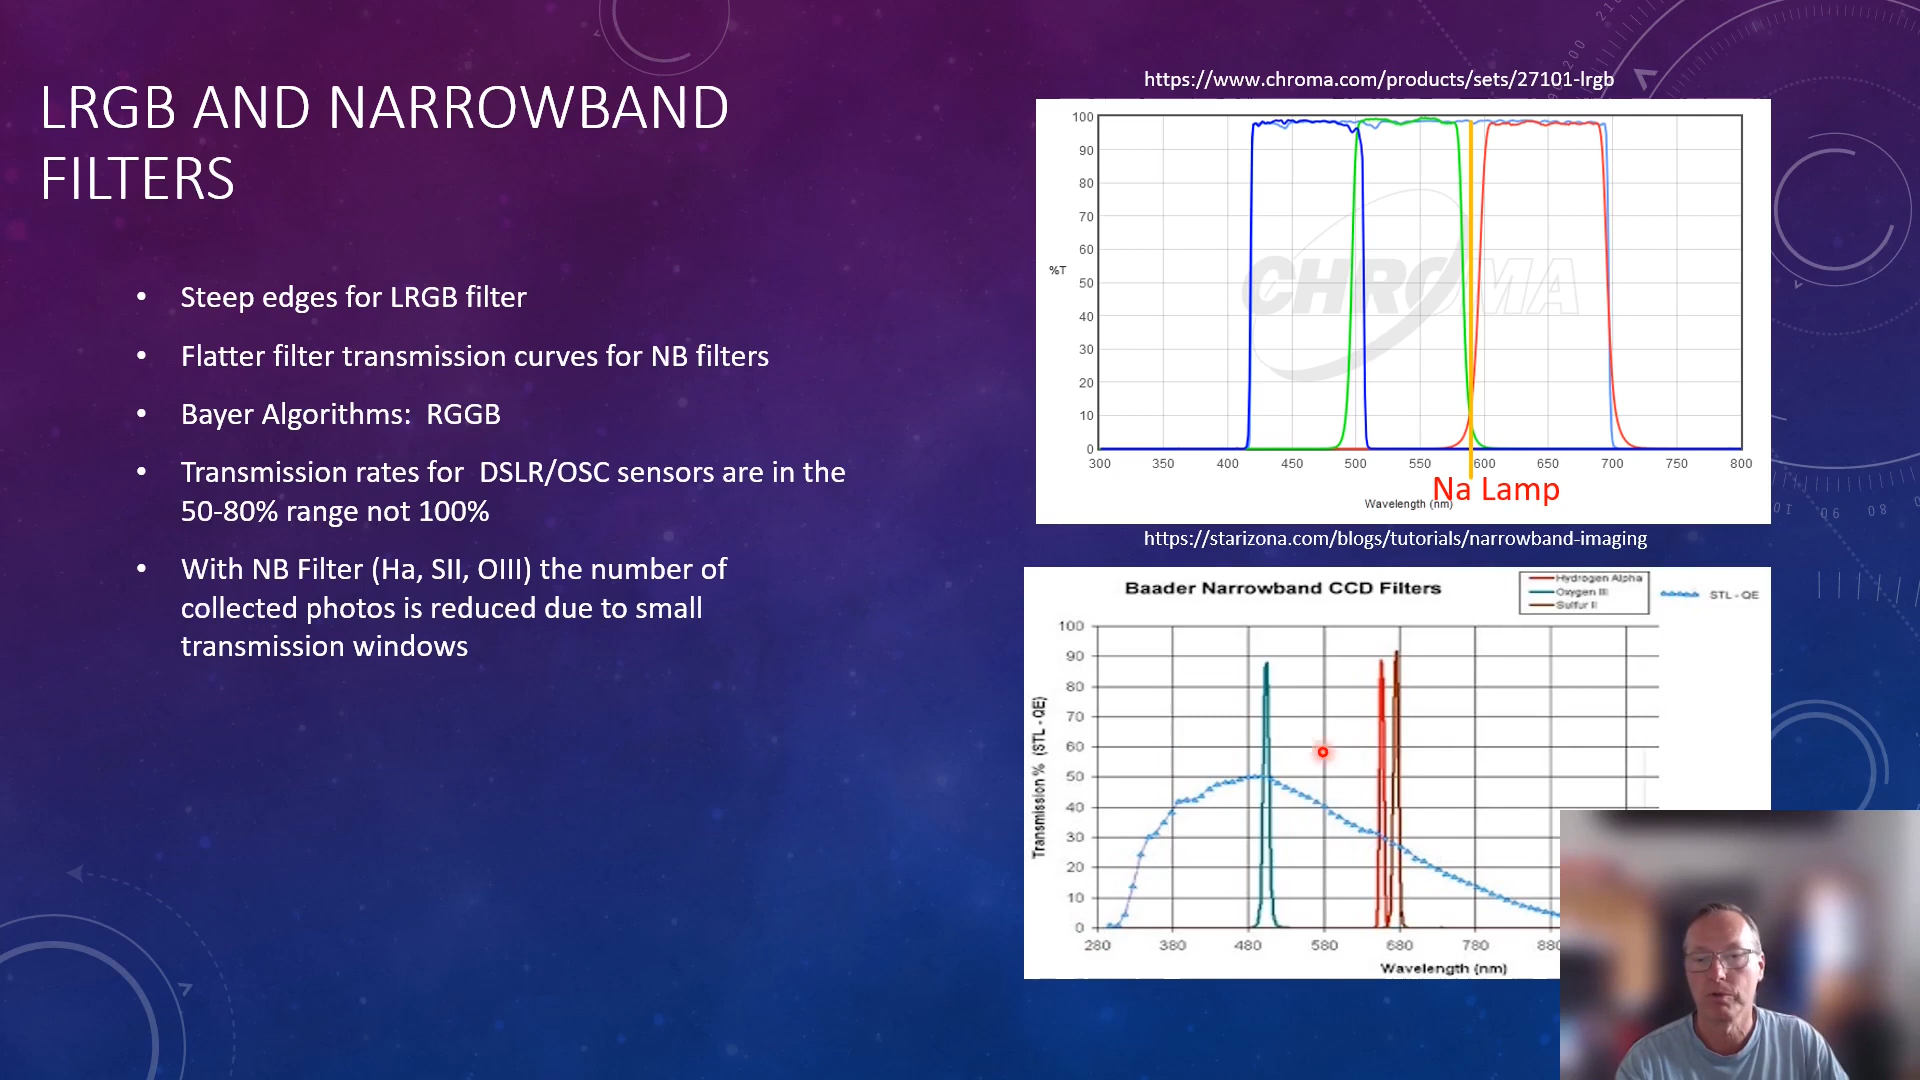 LRGB AND NARROWBAND
FILTERS
• Steep edges for LRGB filter
• Flatter filter transmission curves for NB filters
• Bayer Algorithms:  RGGB
• Transmission rates for  DSLR/OSC sensors are in the
50-80% range not 100%
• With NB Filter (Ha, SII, OIII) the number of
collected photos is reduced due to small
transmission windows
https://www.chroma.com/products/sets/27101-lrgb
100
90
80
70
60
%T
50
40
30
20
10
0
CHROMA
300 350 400 450 500 550 600 650 700 750 800
Na Lamp
Wavelength (nm)
https://starizona.com/blogs/tutorials/narrowband-imaging
Baader Narrowband CCD Filters
Hydrogen Alpha
Oxygen III
Sulfur II
STL - QE
Transmission % (STL - QE)
100
90
80
70
60
50
40
30
20
10
0
280 380 480 580 680 780 880
Wavelength (nm)
210
200